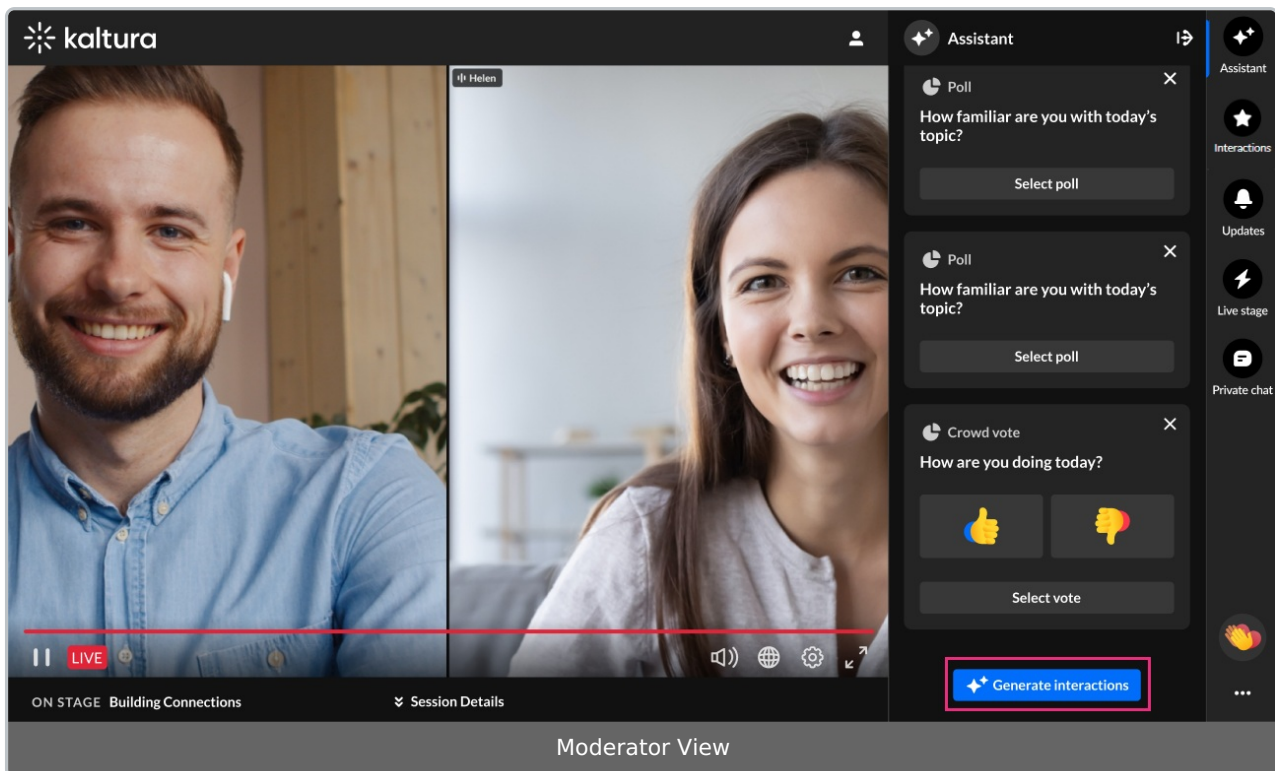 kaltura
Helen
LIVE
ON STAGE Building Connections
Session Details
Assistant
Poll
How familiar are you with today's
topic?
Select poll
Poll
How familiar are you with today's
topic?
Select poll
Crowd vote
How are you doing today?
Select vote
Generate interactions
Assistant
Interactions
Updates
Live stage
Private chat
Moderator View